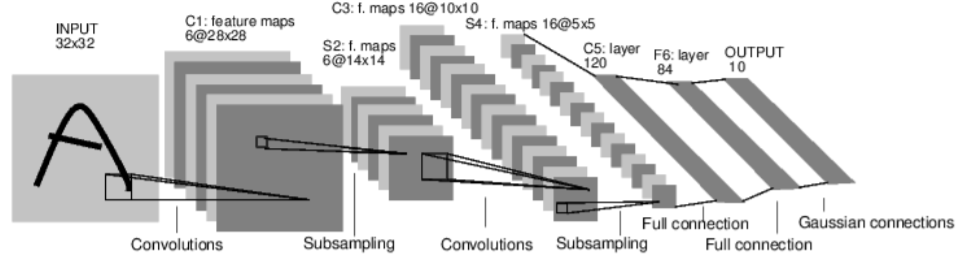 INPUT
32x32
C1: feature maps
6@28x28
S2: f. maps
6@14x14
C3: f. maps 16@10x10
S4: f. maps 16@5x5
C5: layer
120
F6: layer
84
OUTPUT
10
Convolutions
Subsampling
Convolutions
Subsampling
Full connection
Full connection
Gaussian connections